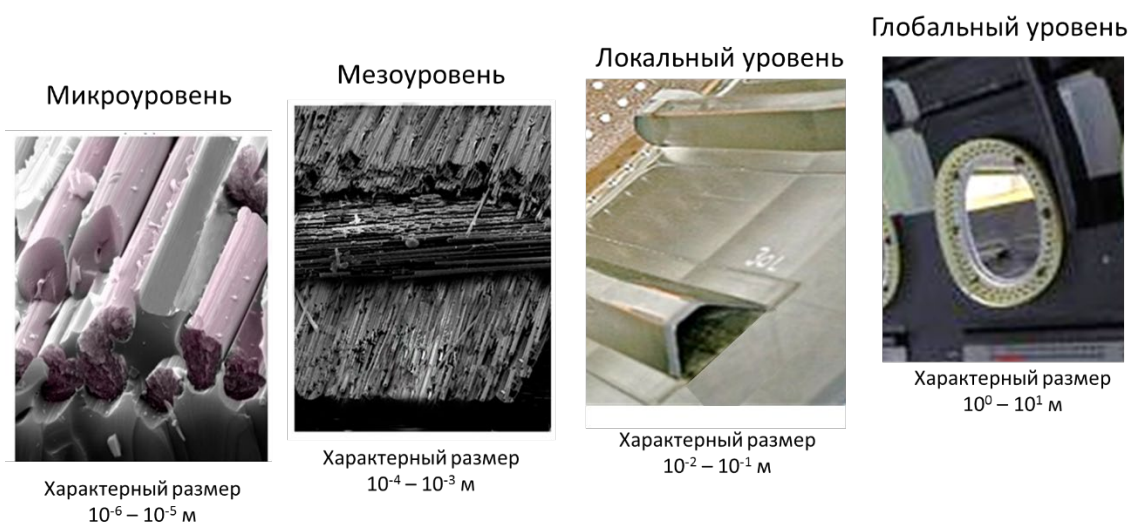 Микроуровень
Характерный размер
10⁻⁶ – 10⁻⁵ м
Мезоуровень
Характерный размер
10⁻⁴ – 10⁻³ м
Локальный уровень
Характерный размер
10⁻² – 10⁻¹ м
Глобальный уровень
Характерный размер
10⁰ – 10¹ м